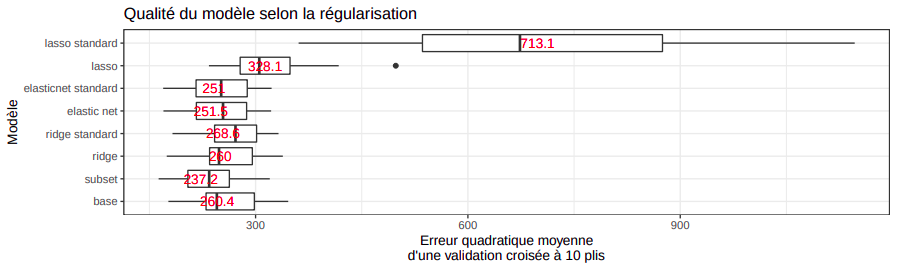 Qualité du modèle selon la régularisation
Modèle
lasso standard
713.1
lasso
328.1
elasticnet standard
251
elastic net
251.5
ridge standard
268.6
ridge
260
subset
237.2
base
260.4
300
600
900
Erreur quadratique moyenne
d'une validation croisée à 10 plis